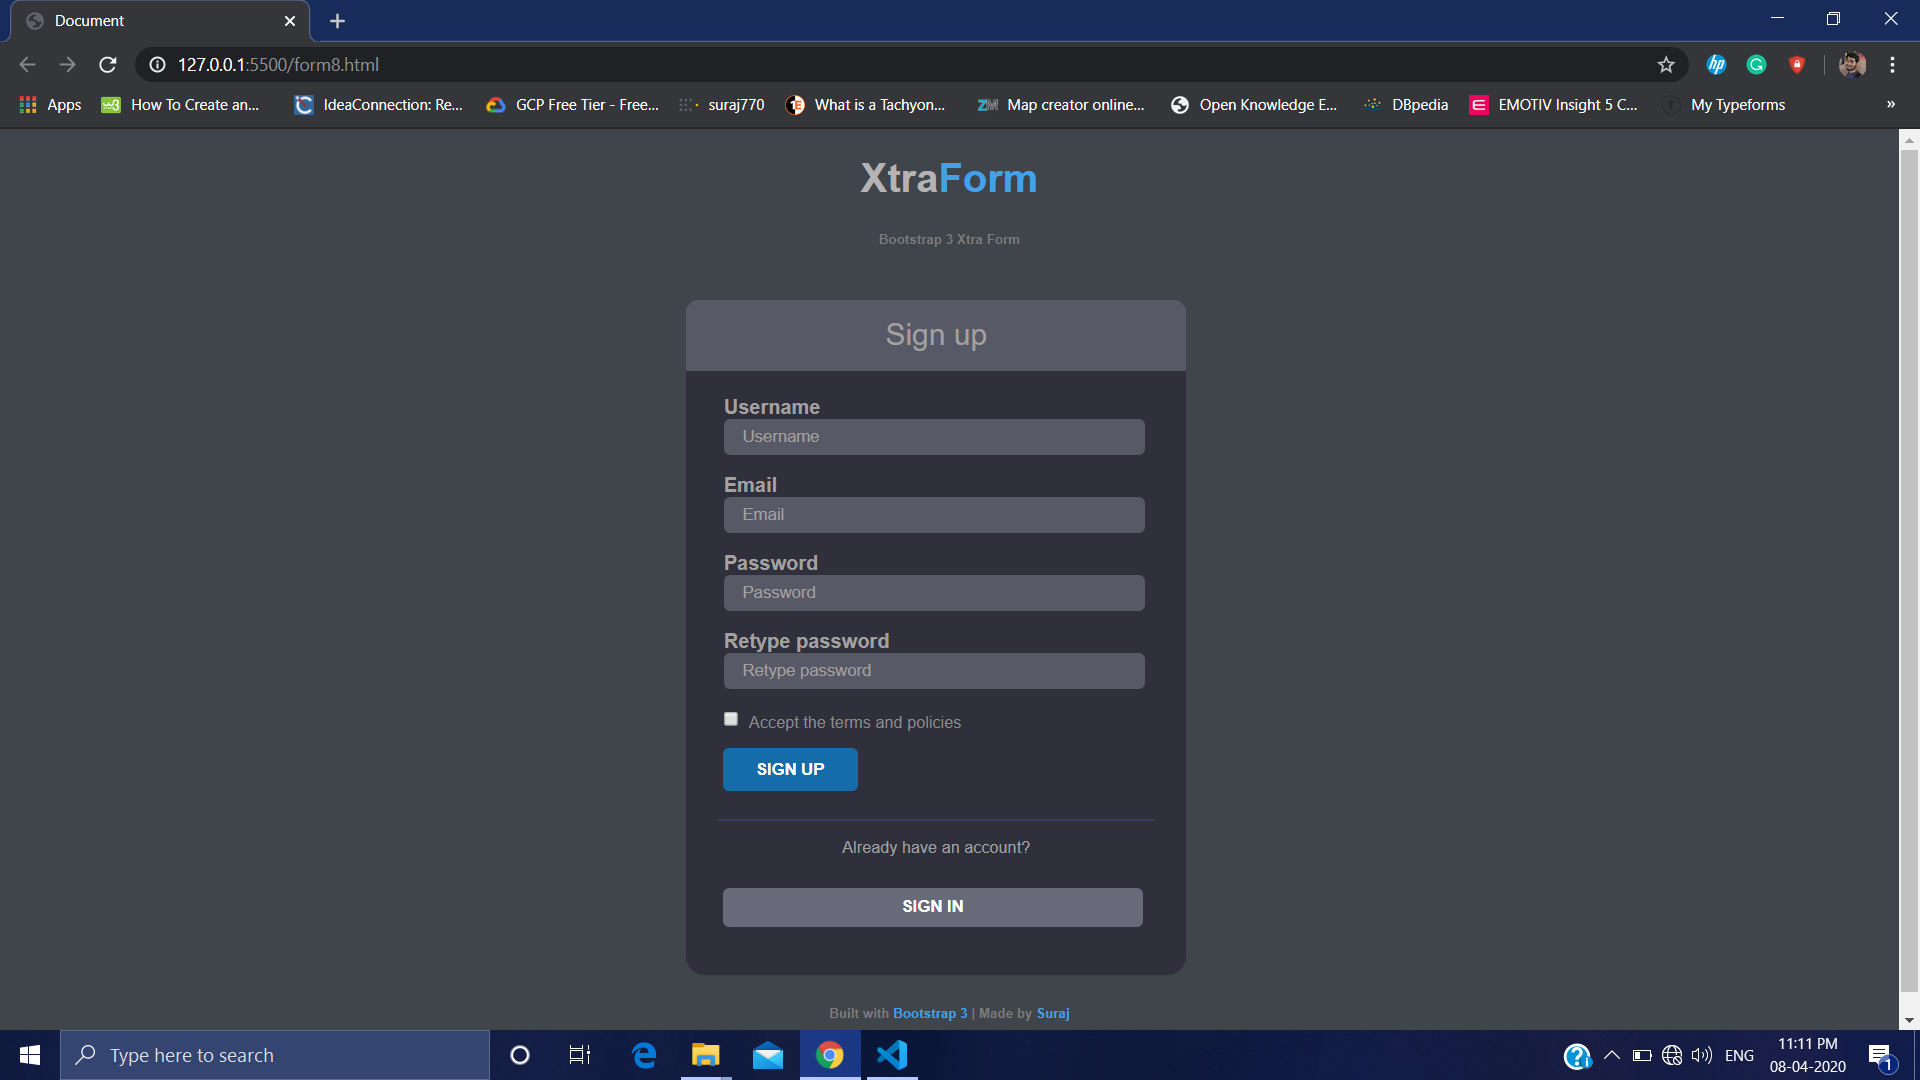 Document
127.0.0.1:5500/form8.html
Apps
How To Create an...
IdeaConnection: Re...
GCP Free Tier - Free...
suraj770
What is a Tachyon...
Map creator online...
Open Knowledge E...
DBpedia
EMOTIV Insight 5 C...
My Typeforms
»
XtraForm
Bootstrap 3 Xtra Form
Sign up
Username
Username
Email
Email
Password
Password
Retype password
Retype password
Accept the terms and policies
SIGN UP
Already have an account?
SIGN IN
Built with Bootstrap 3 | Made by Suraj
Type here to search
ENG
11:11 PM
08-04-2020
1